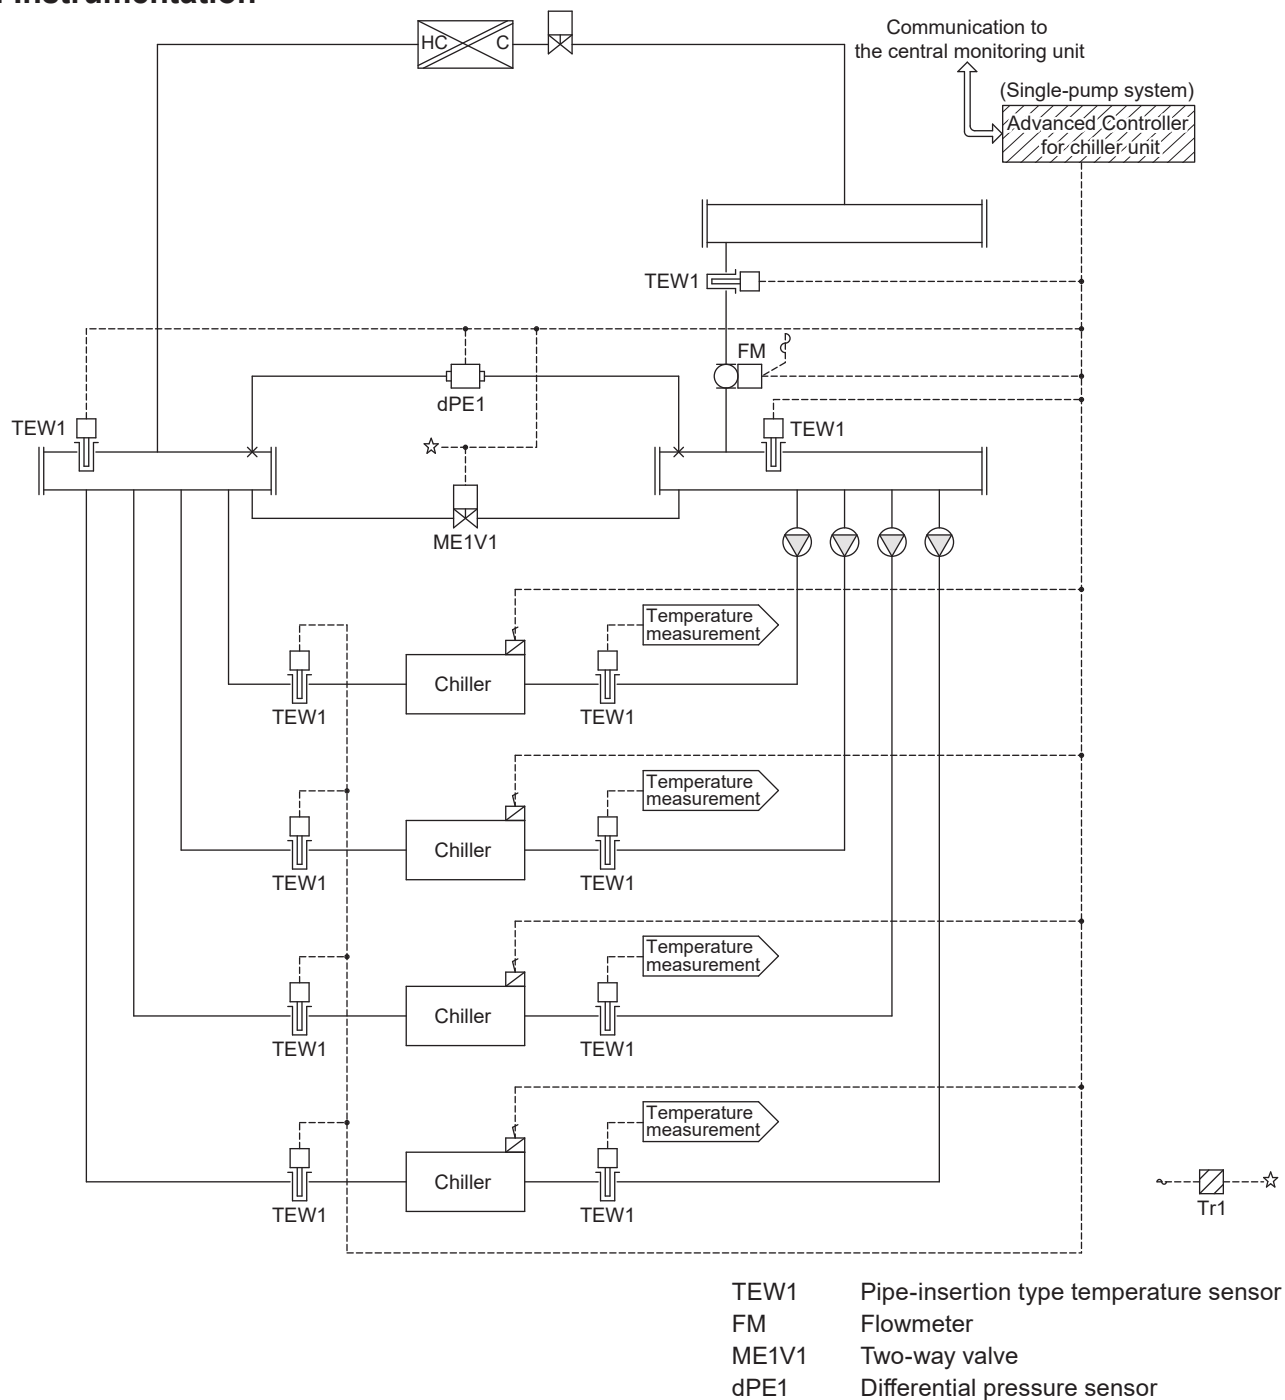 Instrumentation
HC
C
Communication to
the central monitoring unit
(Single-pump system)
Advanced Controller
for chiller unit
TEW1
FM
dPE1
TEW1
TEW1
ME1V1
Temperature
measurement
Chiller
TEW1
TEW1
Temperature
measurement
Chiller
TEW1
TEW1
Temperature
measurement
Chiller
TEW1
TEW1
Temperature
measurement
Chiller
TEW1
TEW1
Tr1
TEW1 Pipe-insertion type temperature sensor
FM Flowmeter
ME1V1 Two-way valve
dPE1 Differential pressure sensor